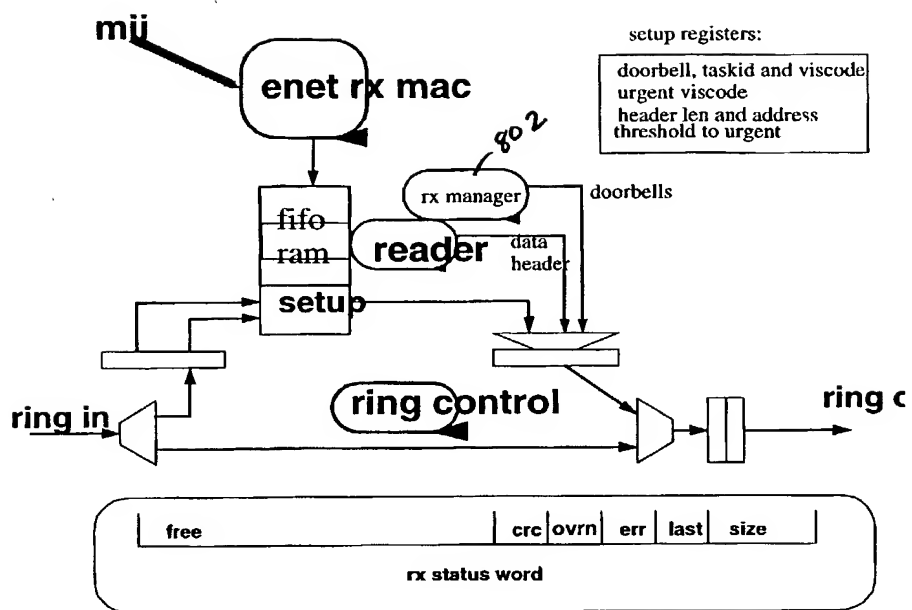 mii
setup registers:
doorbell, taskid and viscode
urgent viscode
header len and address
threshold to urgent
enet rx mac
802
rx manager
doorbells
fifo
ram
reader
data
header
setup
ring in
ring control
ring o
free
crc
ovrn
err
last
size
rx status word